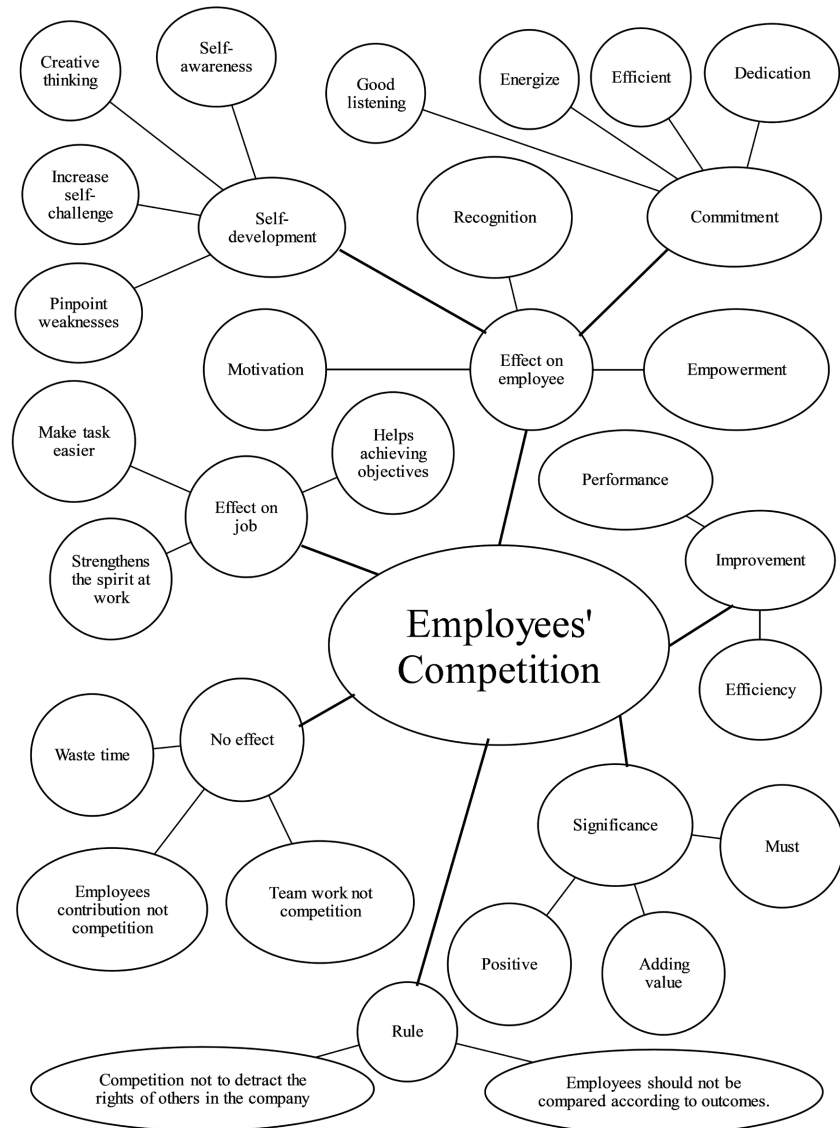 Creative
thinking
Self-
awareness
Good
listening
Energize
Efficient
Dedication
Increase
self-
challenge
Self-
development
Recognition
Commitment
Pinpoint
weaknesses
Motivation
Effect on
employee
Empowerment
Make task
easier
Helps
achieving
objectives
Performance
Effect on
job
Strengthens
the spirit at
work
Improvement
Employees'
Competition
Efficiency
Waste time
No effect
Significance
Must
Employees
contribution not
competition
Team work not
competition
Positive
Adding
value
Rule
Competition not to detract the
rights of others in the company
Employees should not be
compared according to outcomes.